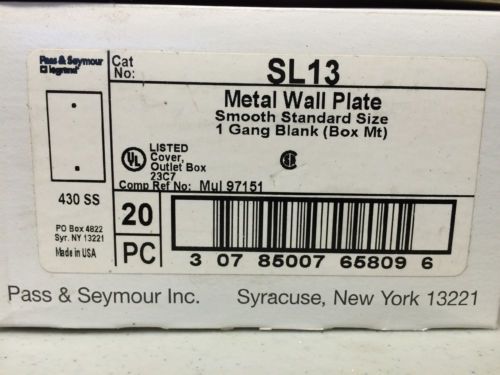 Pass & Seymour
legrand
Cat
No:
SL13
Metal Wall Plate
Smooth Standard Size
1 Gang Blank (Box Mt)
UL
LISTED
Cover,
Outlet Box
23C7
Comp Ref No: Mul 97151
430 SS
PO Box 4822
Syr. NY 13221
Made in USA
20
PC
3 07 85007 65809 6
Pass & Seymour Inc. Syracuse, New York 13221